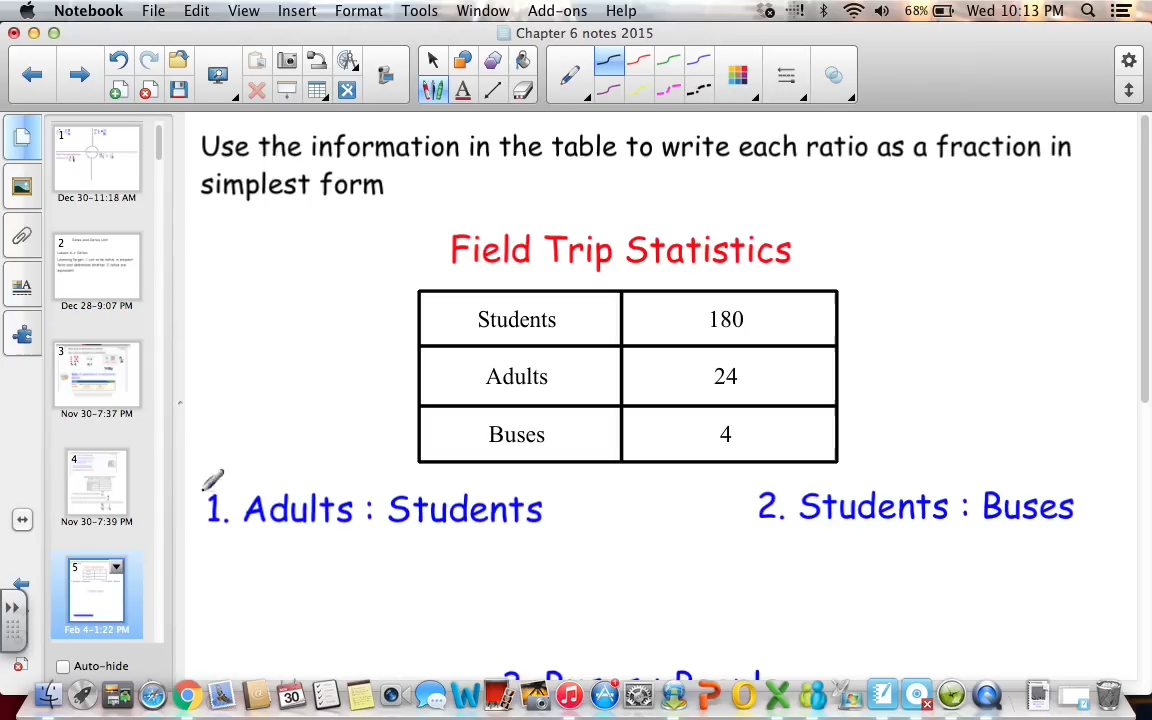 Notebook File Edit View Insert Format Tools Window Add-ons Help 68% Wed 10:13 PM
Chapter 6 notes 2015
1
Dec 30-11:18 AM
2
Dec 28-9:07 PM
3
Nov 30-7:37 PM
4
Nov 30-7:39 PM
5
Feb 4-1:22 PM
Auto-hide
Use the information in the table to write each ratio as a fraction in
simplest form
Field Trip Statistics
Students 180
Adults 24
Buses 4
1. Adults : Students 2. Students : Buses